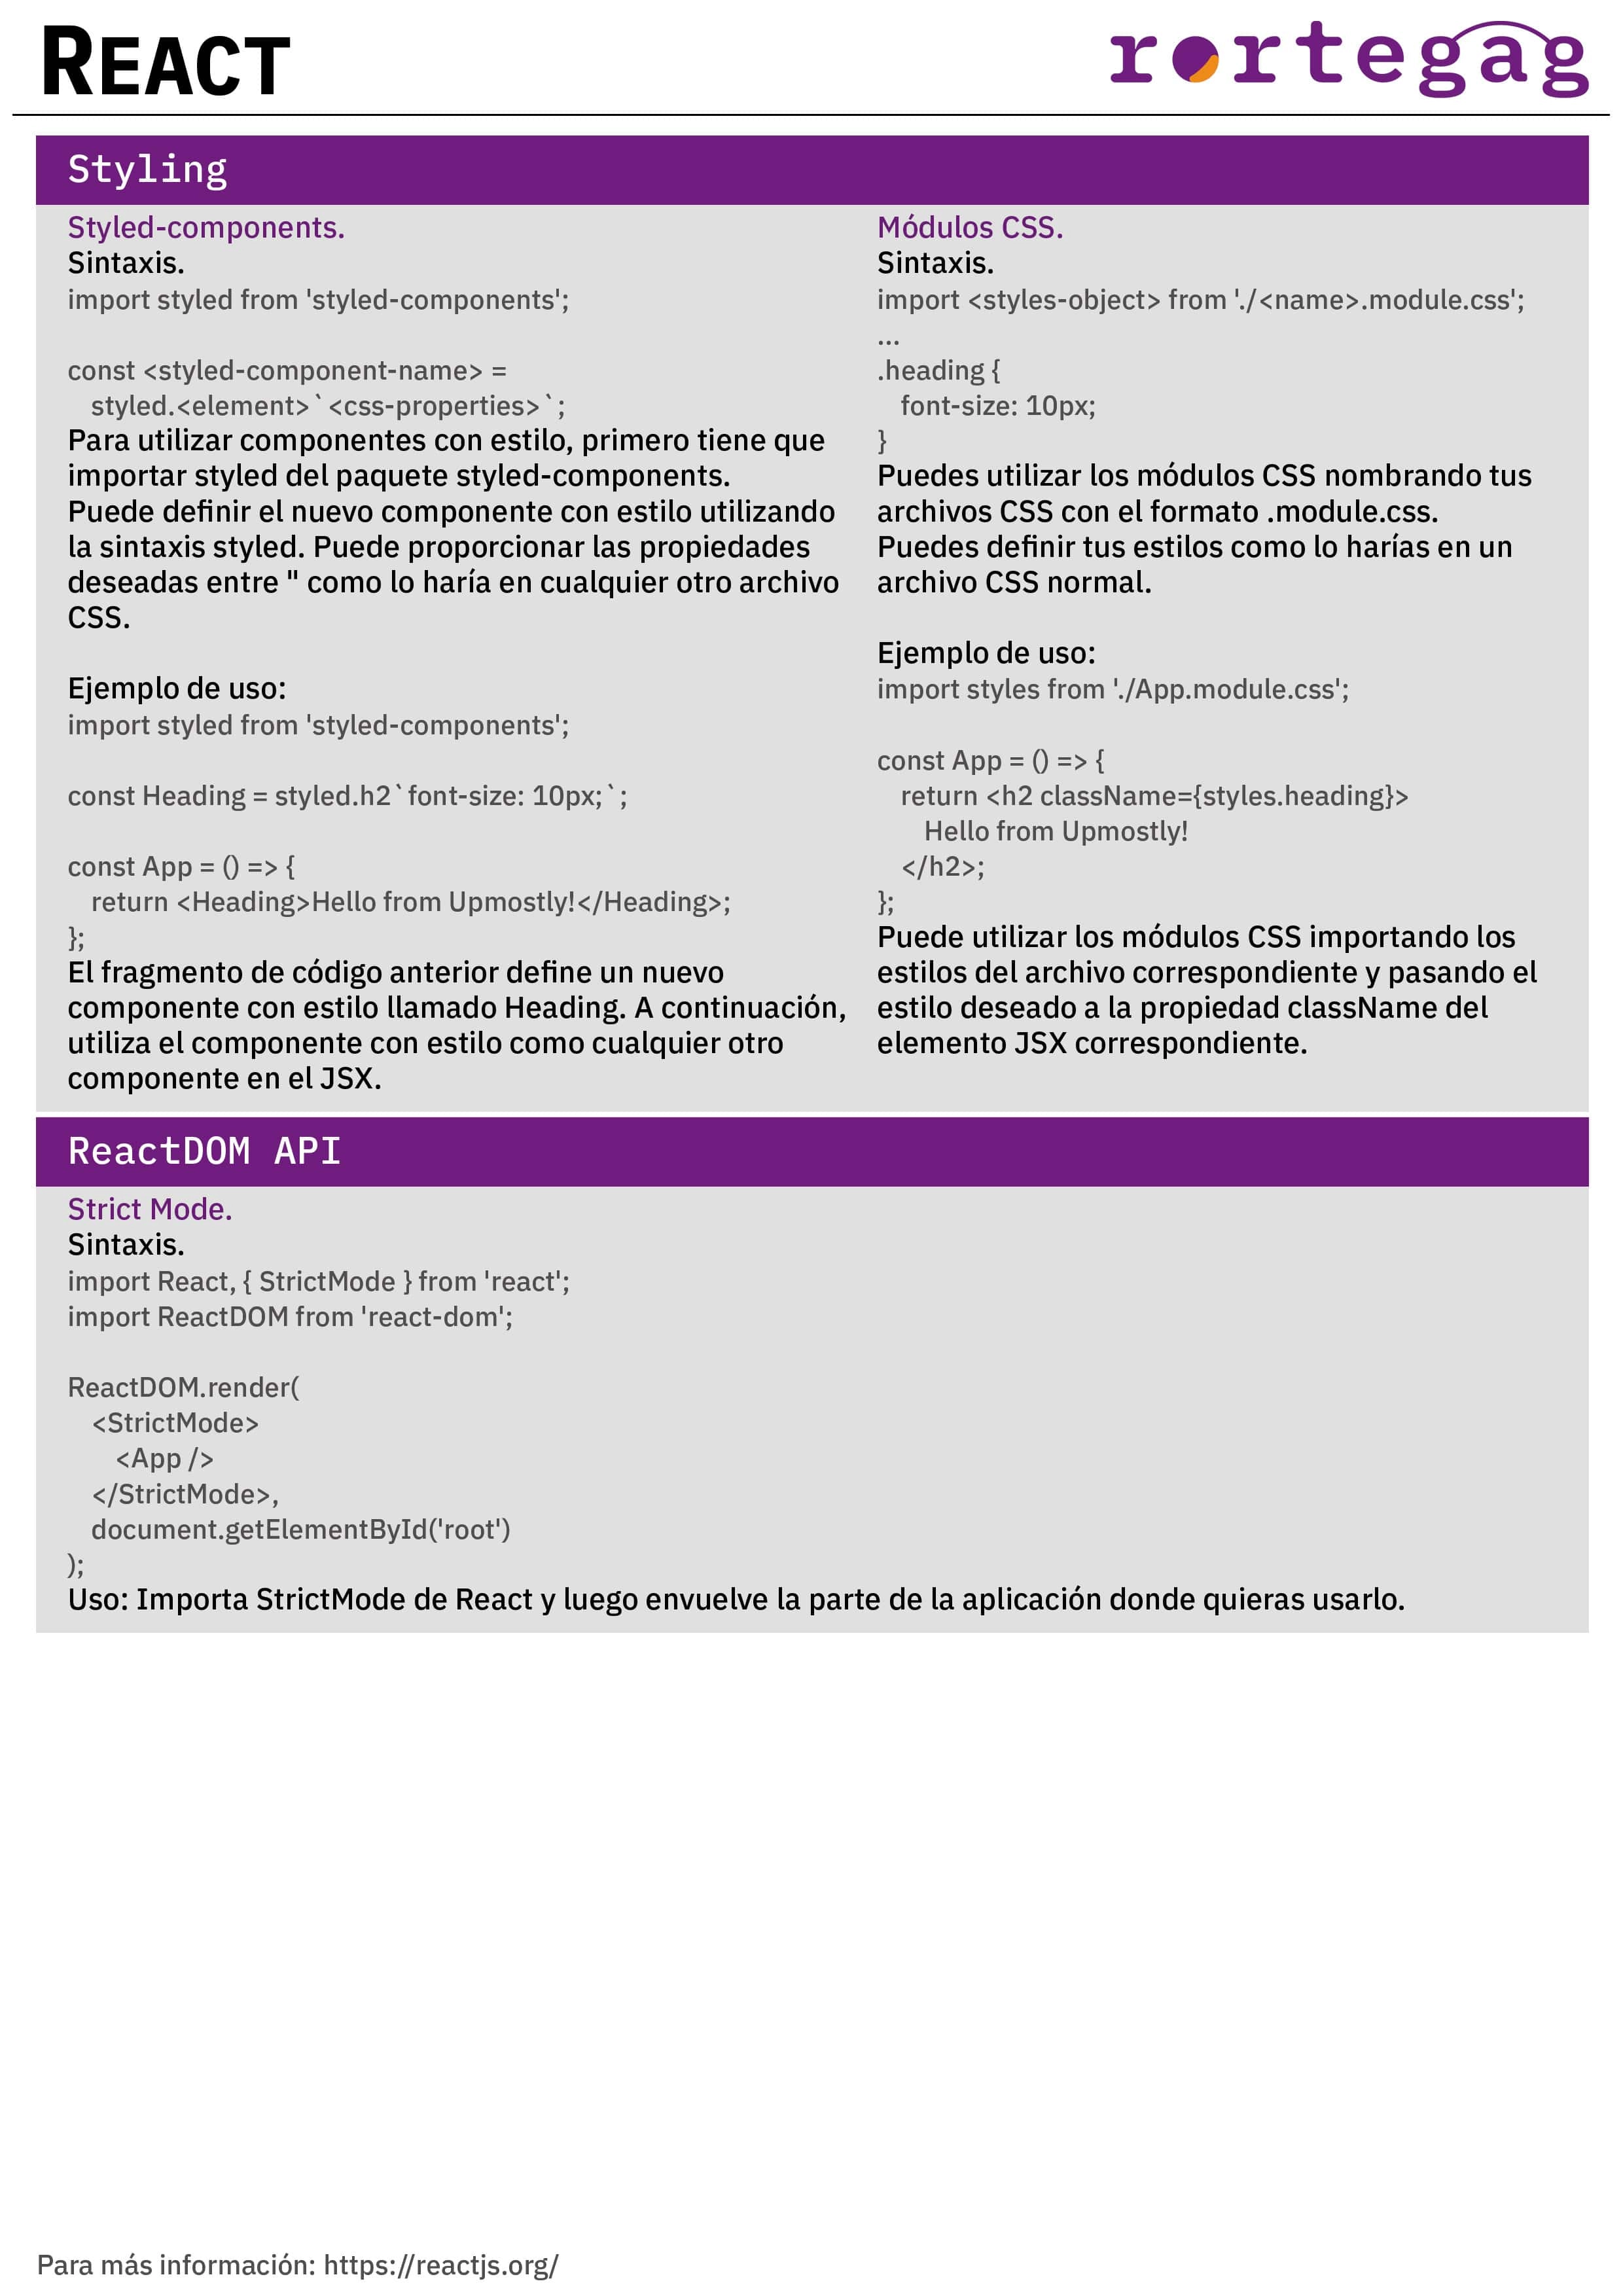 REACT
rortegag
Styling
Styled-components.
Sintaxis.
import styled from 'styled-components';
const <styled-component-name> =
styled.<element>`<css-properties>`;
Para utilizar componentes con estilo, primero tiene que
importar styled del paquete styled-components.
Puede definir el nuevo componente con estilo utilizando
la sintaxis styled. Puede proporcionar las propiedades
deseadas entre " como lo haría en cualquier otro archivo
CSS.
Ejemplo de uso:
import styled from 'styled-components';
const Heading = styled.h2`font-size: 10px;`;
const App = () => {
return <Heading>Hello from Upmostly!</Heading>;
};
El fragmento de código anterior define un nuevo
componente con estilo llamado Heading. A continuación,
utiliza el componente con estilo como cualquier otro
componente en el JSX.
Módulos CSS.
Sintaxis.
import <styles-object> from './<name>.module.css';
...
.heading {
font-size: 10px;
}
Puedes utilizar los módulos CSS nombrando tus
archivos CSS con el formato .module.css.
Puedes definir tus estilos como lo harías en un
archivo CSS normal.
Ejemplo de uso:
import styles from './App.module.css';
const App = () => {
return <h2 className={styles.heading}>
Hello from Upmostly!
</h2>;
};
Puede utilizar los módulos CSS importando los
estilos del archivo correspondiente y pasando el
estilo deseado a la propiedad className del
elemento JSX correspondiente.
ReactDOM API
Strict Mode.
Sintaxis.
import React, { StrictMode } from 'react';
import ReactDOM from 'react-dom';
ReactDOM.render(
<StrictMode>
<App />
</StrictMode>,
document.getElementById('root')
);
Uso: Importa StrictMode de React y luego envuelve la parte de la aplicación donde quieras usarlo.
Para más información: https://reactjs.org/